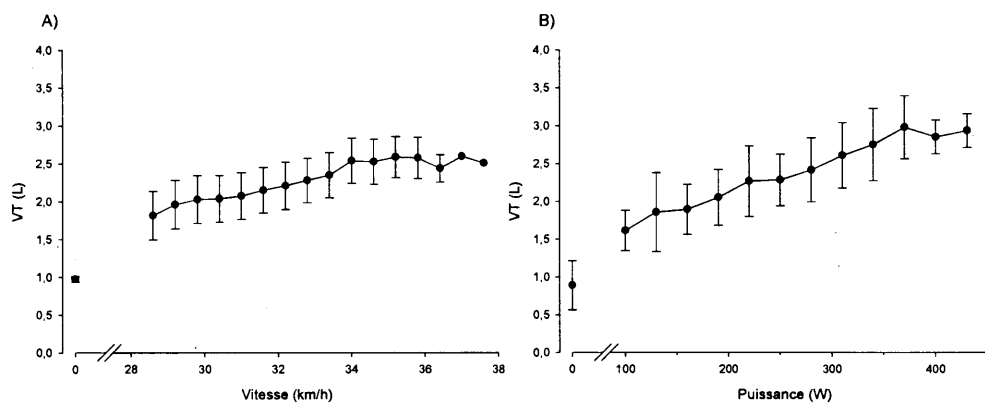 A)
4,0
3,5
3,0
2,5
2,0
1,5
1,0
0,5
0,0
VT (L)
0 28 30 32 34 36 38
Vitesse (km/h)
B)
4,0
3,5
3,0
2,5
2,0
1,5
1,0
0,5
0,0
VT (L)
0 100 200 300 400
Puissance (W)